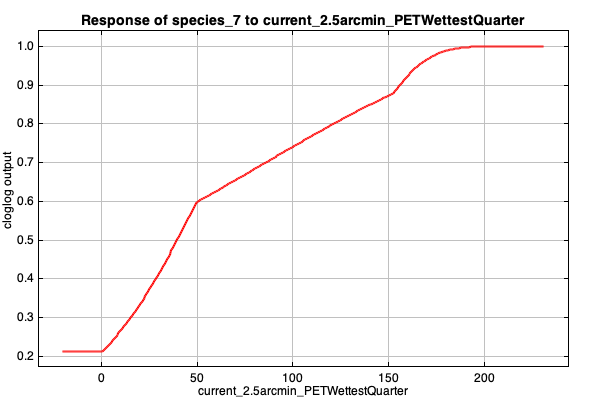 Response of species_7 to current_2.5arcmin_PETWettestQuarter
cloglog output
1.0
0.9
0.8
0.7
0.6
0.5
0.4
0.3
0.2
0 50 100 150 200
current_2.5arcmin_PETWettestQuarter